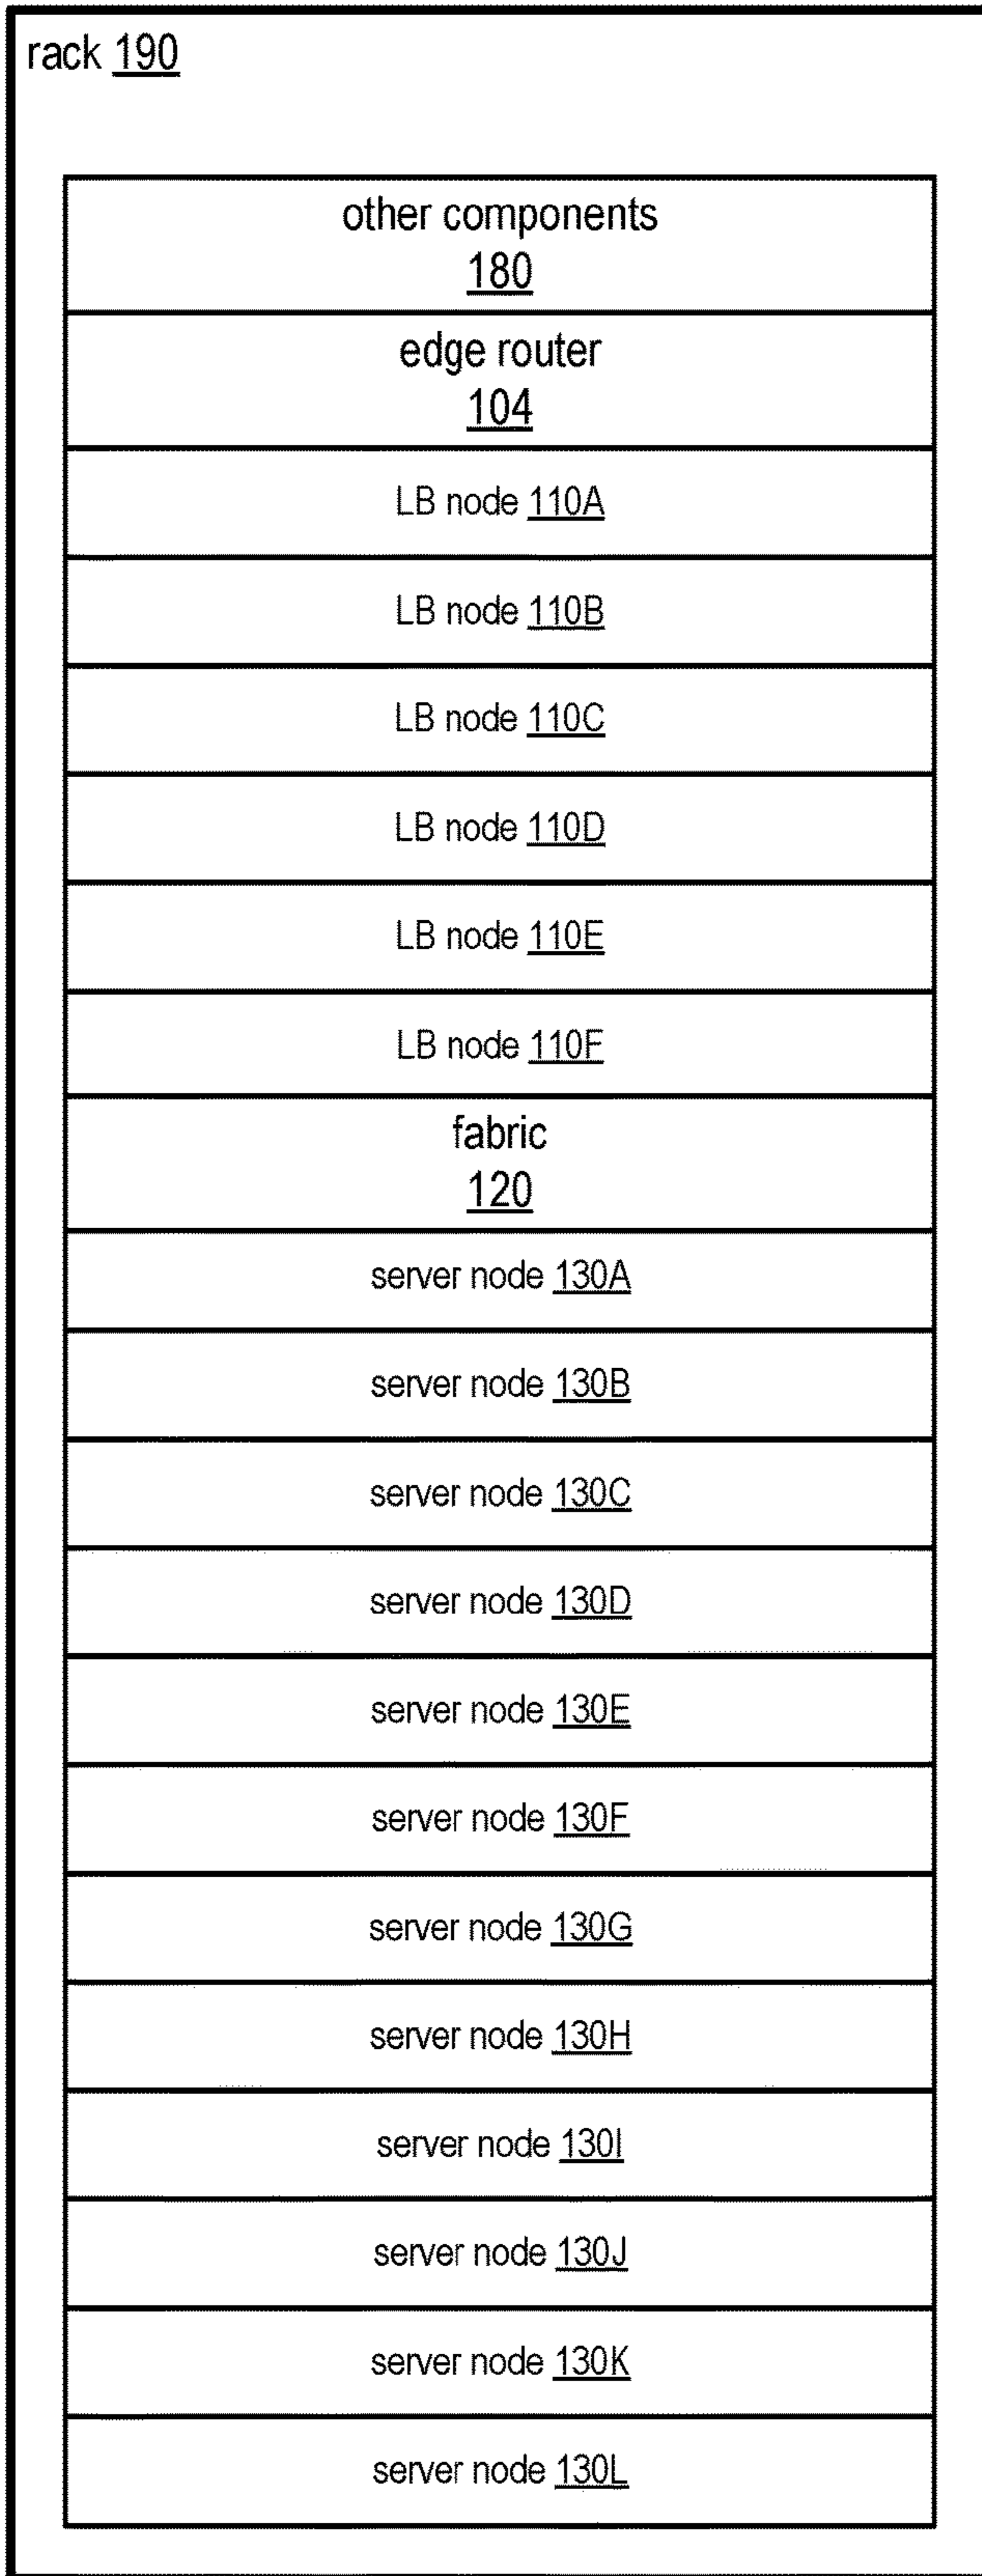 rack 190
other components
180
edge router
104
LB node 110A
LB node 110B
LB node 110C
LB node 110D
LB node 110E
LB node 110F
fabric
120
server node 130A
server node 130B
server node 130C
server node 130D
server node 130E
server node 130F
server node 130G
server node 130H
server node 130I
server node 130J
server node 130K
server node 130L